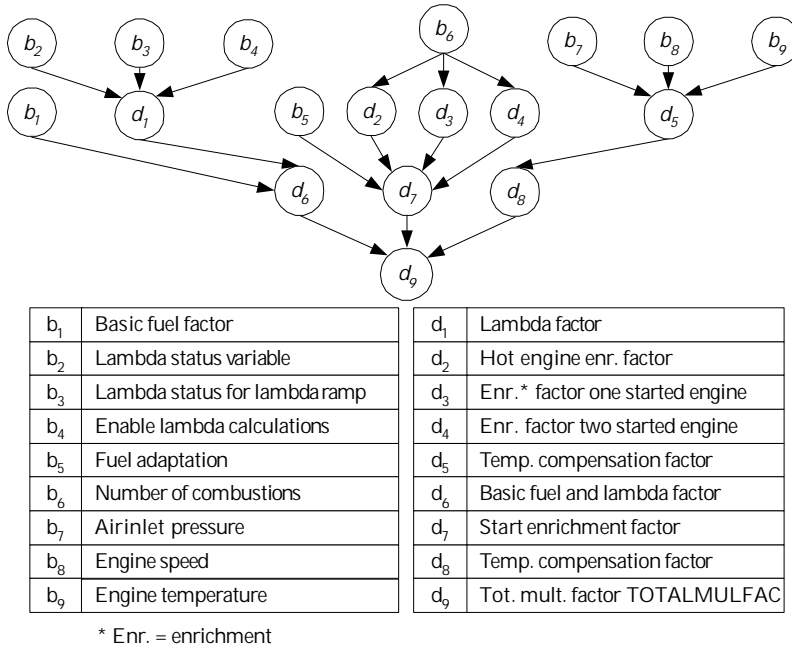 b2 b3 b4 b6 b7 b8 b9
b1 d1 b5 d2 d3 d4 d5
d6 d7 d8
d9
b1 Basic fuel factor d1 Lambda factor
b2 Lambda status variable d2 Hot engine enr. factor
b3 Lambda status for lambda ramp d3 Enr.* factor one started engine
b4 Enable lambda calculations d4 Enr. factor two started engine
b5 Fuel adaptation d5 Temp. compensation factor
b6 Number of combustions d6 Basic fuel and lambda factor
b7 Airinlet pressure d7 Start enrichment factor
b8 Engine speed d8 Temp. compensation factor
b9 Engine temperature d9 Tot. mult. factor TOTALMULFAC
* Enr. = enrichment